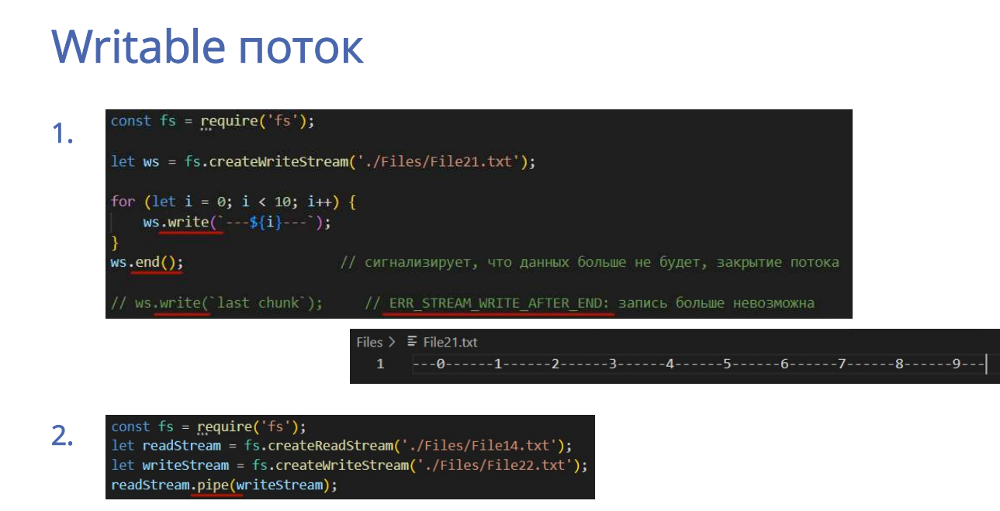 Writable поток
1.
const fs = require('fs');
let ws = fs.createWriteStream('./Files/File21.txt');
for (let i = 0; i < 10; i++) {
ws.write(`---${i}---`);
}
ws.end(); // сигнализирует, что данных больше не будет, закрытие потока
// ws.write(`last chunk`); // ERR_STREAM_WRITE_AFTER_END: запись больше невозможна
Files > File21.txt
1 ---0------1------2------3------4------5------6------7------8------9---
2.
const fs = require('fs');
let readStream = fs.createReadStream('./Files/File14.txt');
let writeStream = fs.createWriteStream('./Files/File22.txt');
readStream.pipe(writeStream);